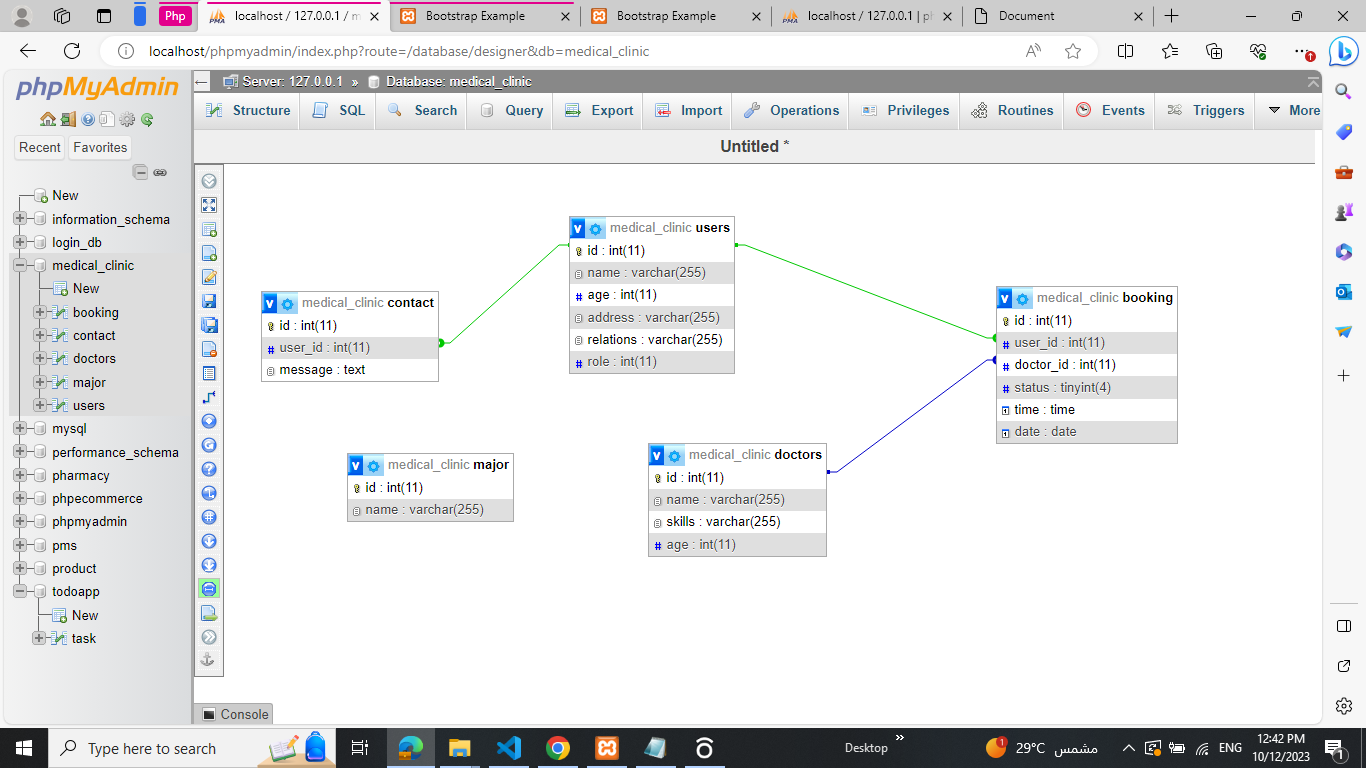 Php
localhost / 127.0.0.1 / m
Bootstrap Example
Bootstrap Example
localhost / 127.0.0.1 | ph
Document
localhost/phpmyadmin/index.php?route=/database/designer&db=medical_clinic
phpMyAdmin
Recent
Favorites
New
information_schema
login_db
medical_clinic
New
booking
contact
doctors
major
users
mysql
performance_schema
pharmacy
phpecommerce
phpmyadmin
pms
product
todoapp
New
task
Server: 127.0.0.1 » Database: medical_clinic
Structure
SQL
Search
Query
Export
Import
Operations
Privileges
Routines
Events
Triggers
More
Untitled *
V medical_clinic users
id : int(11)
name : varchar(255)
# age : int(11)
address : varchar(255)
relations : varchar(255)
# role : int(11)
V medical_clinic contact
id : int(11)
# user_id : int(11)
message : text
V medical_clinic booking
id : int(11)
# user_id : int(11)
# doctor_id : int(11)
# status : tinyint(4)
time : time
date : date
V medical_clinic major
id : int(11)
name : varchar(255)
V medical_clinic doctors
id : int(11)
name : varchar(255)
skills : varchar(255)
# age : int(11)
Console
Type here to search
Desktop
»
1
29°C مشمس
ENG
12:42 PM
10/12/2023
1